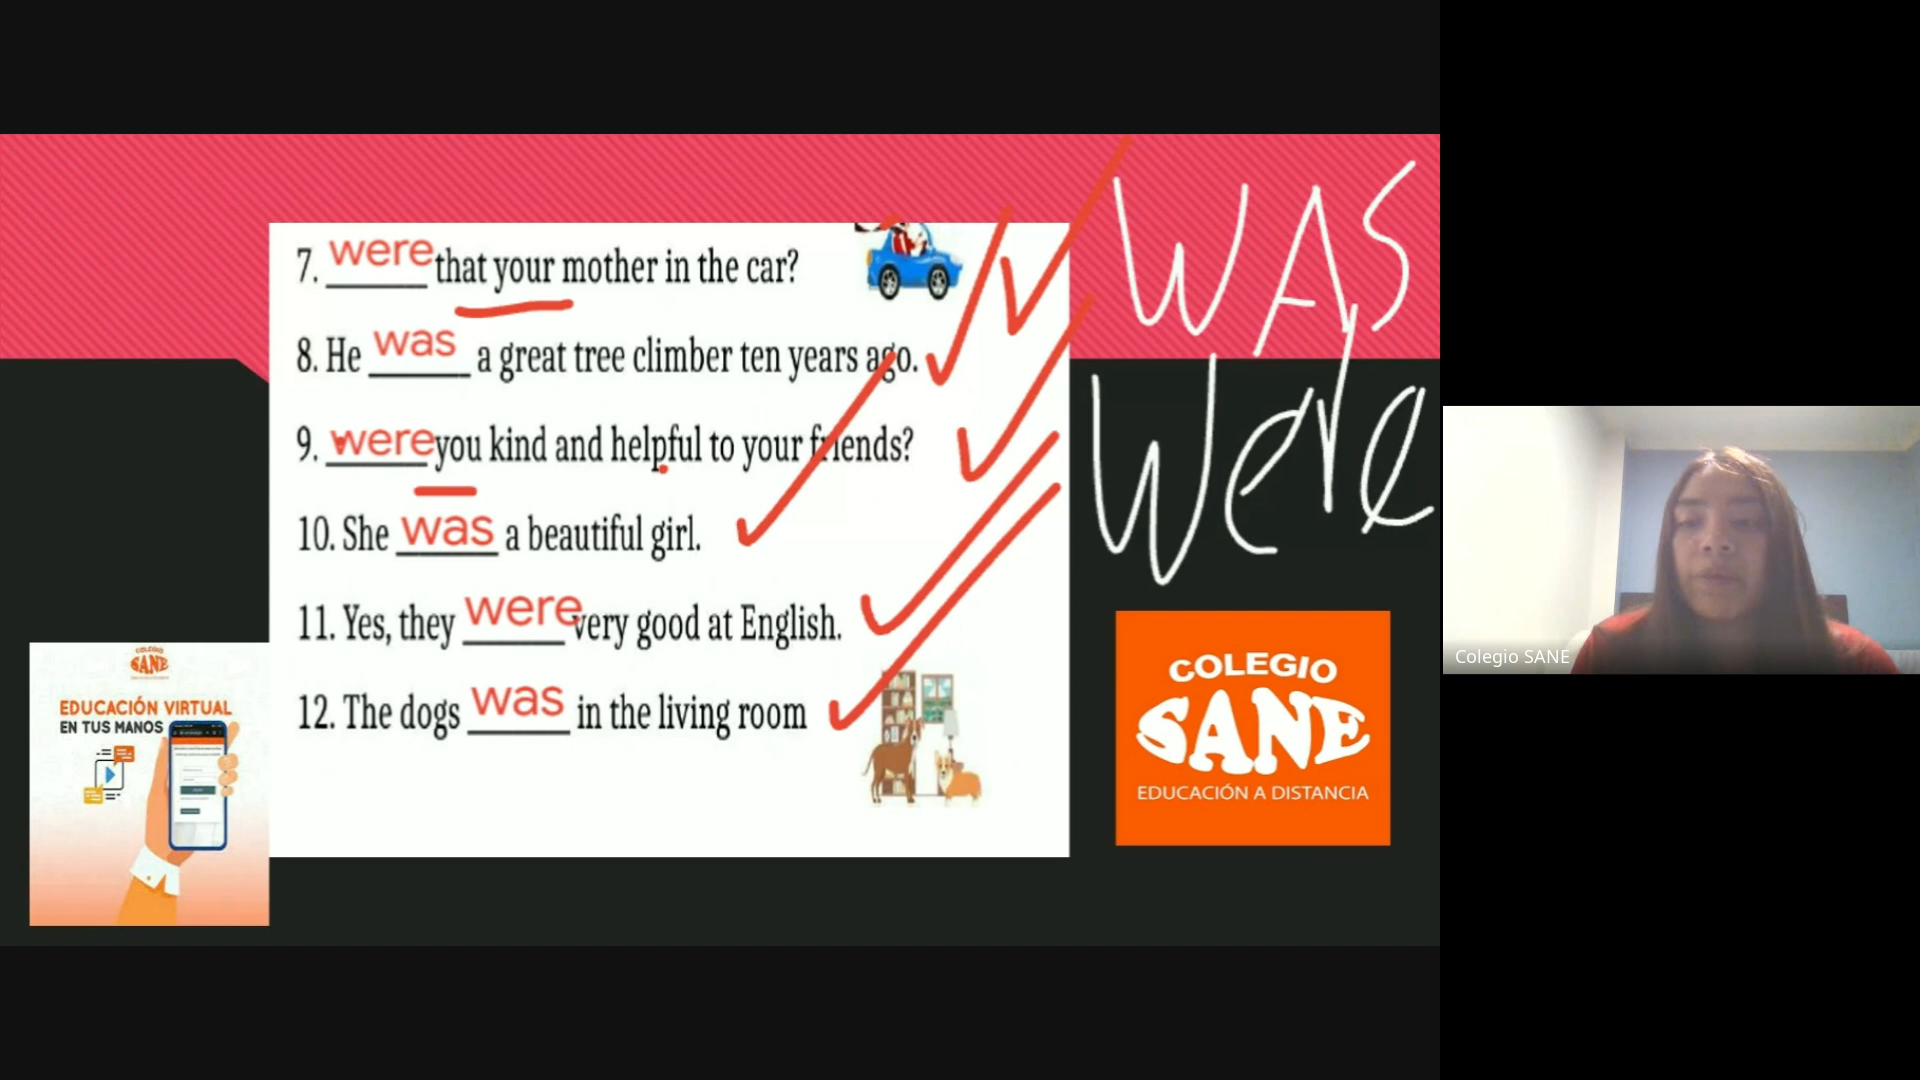 7. were that your mother in the car?
8. He was a great tree climber ten years ago.
9. were you kind and helpful to your friends?
10. She was a beautiful girl.
11. Yes, they were very good at English.
12. The dogs was in the living room
WAS
Were
COLEGIO
SANE
EDUCACIÓN VIRTUAL
EN TUS MANOS
COLEGIO
SANE
EDUCACIÓN A DISTANCIA
Colegio SANE